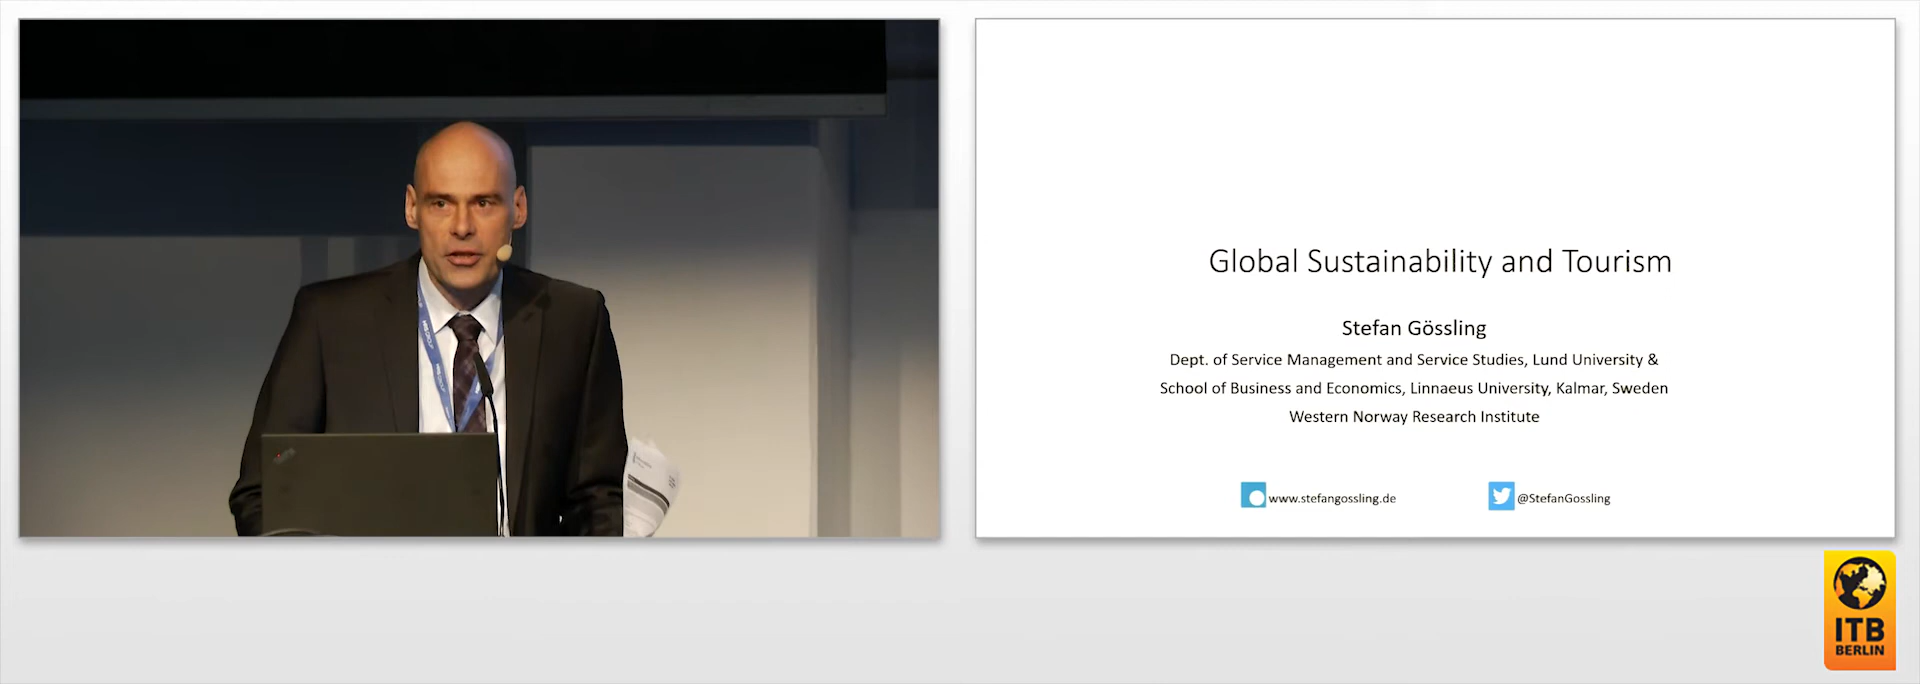 Global Sustainability and Tourism
Stefan Gössling
Dept. of Service Management and Service Studies, Lund University &
School of Business and Economics, Linnaeus University, Kalmar, Sweden
Western Norway Research Institute
www.stefangossling.de
@StefanGossling
ITB
BERLIN